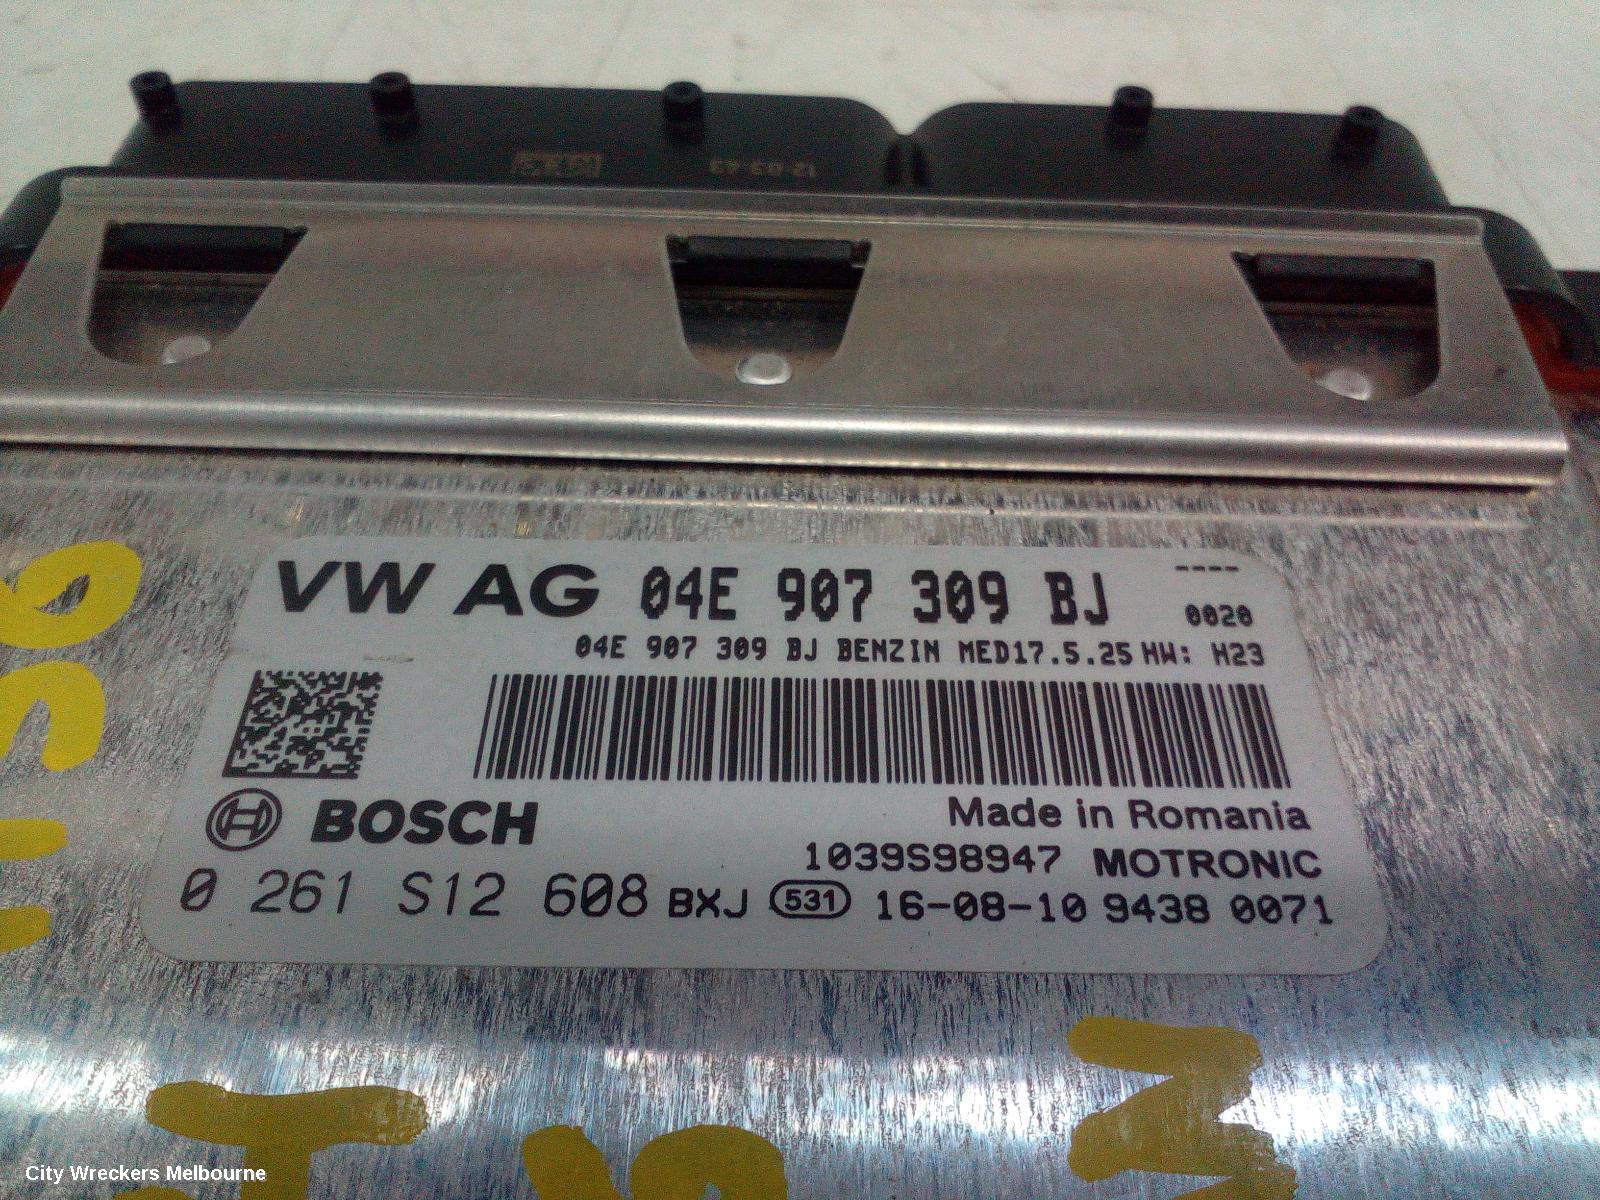 12-03-43
VW AG 04E 907 309 BJ ----
0020
04E 907 309 BJ BENZIN MED17.5.25 HW: H23
BOSCH
Made in Romania
1039S98947 MOTRONIC
0 261 S12 608 BXJ 531 16-08-10 9438 0071
City Wreckers Melbourne